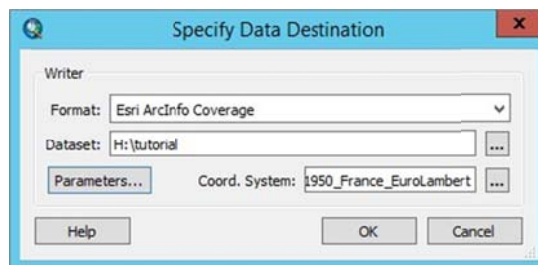 Specify Data Destination
Writer
Format: Esri ArcInfo Coverage
Dataset: H:\tutorial ...
Parameters... Coord. System: 1950_France_EuroLambert ...
Help OK Cancel